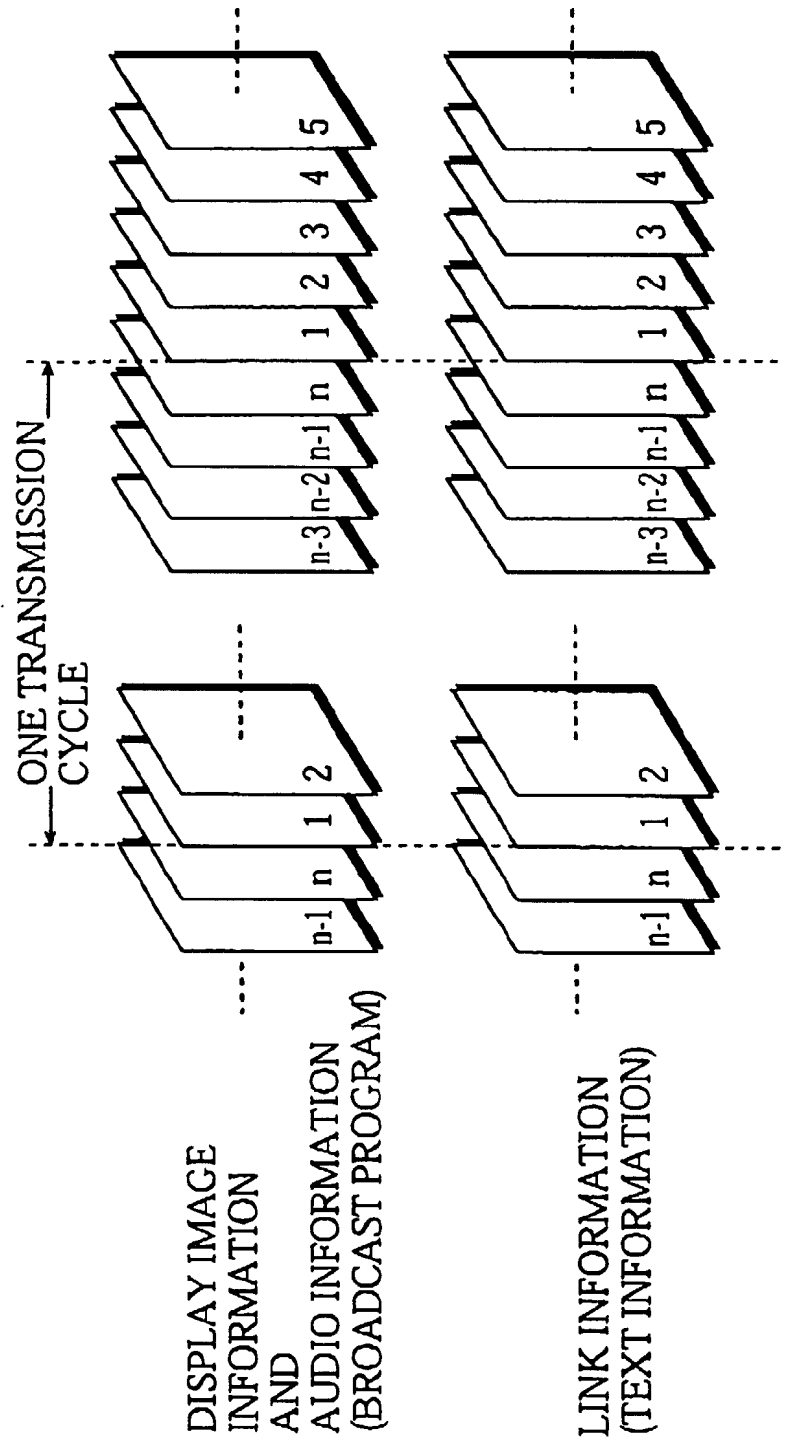 ONE TRANSMISSION
CYCLE
DISPLAY IMAGE
INFORMATION
AND
AUDIO INFORMATION
(BROADCAST PROGRAM)
n-1 n 1 2 n-3 n-2 n-1 n 1 2 3 4 5
LINK INFORMATION
(TEXT INFORMATION)
n-1 n 1 2 n-3 n-2 n-1 n 1 2 3 4 5